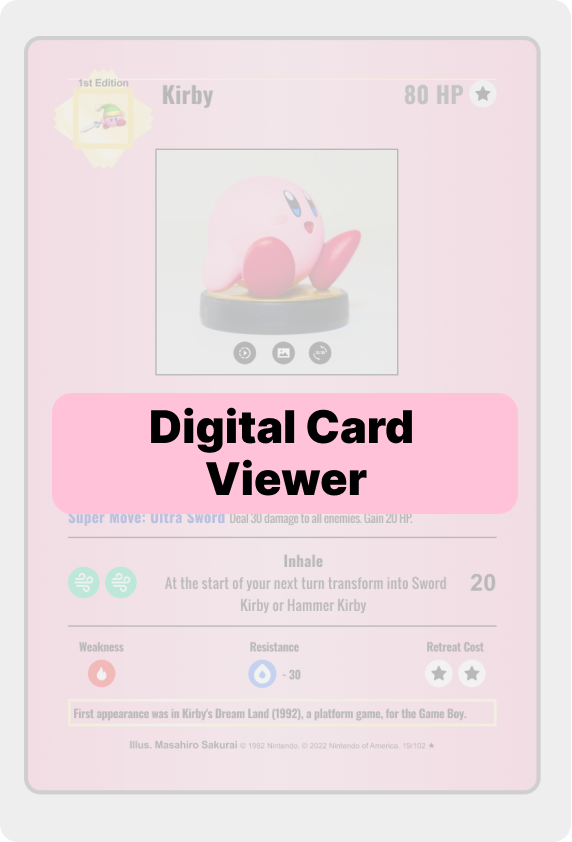 1st Edition
Kirby
80 HP
Digital Card
Viewer
Super Move: Ultra Sword Deal 30 damage to all enemies. Gain 20 HP.
Inhale
At the start of your next turn transform into Sword
Kirby or Hammer Kirby
20
Weakness
Resistance
Retreat Cost
- 30
First appearance was in Kirby's Dream Land (1992), a platform game, for the Game Boy.
Illus. Masahiro Sakurai © 1992 Nintendo. © 2022 Nintendo of America. 19/102 ★